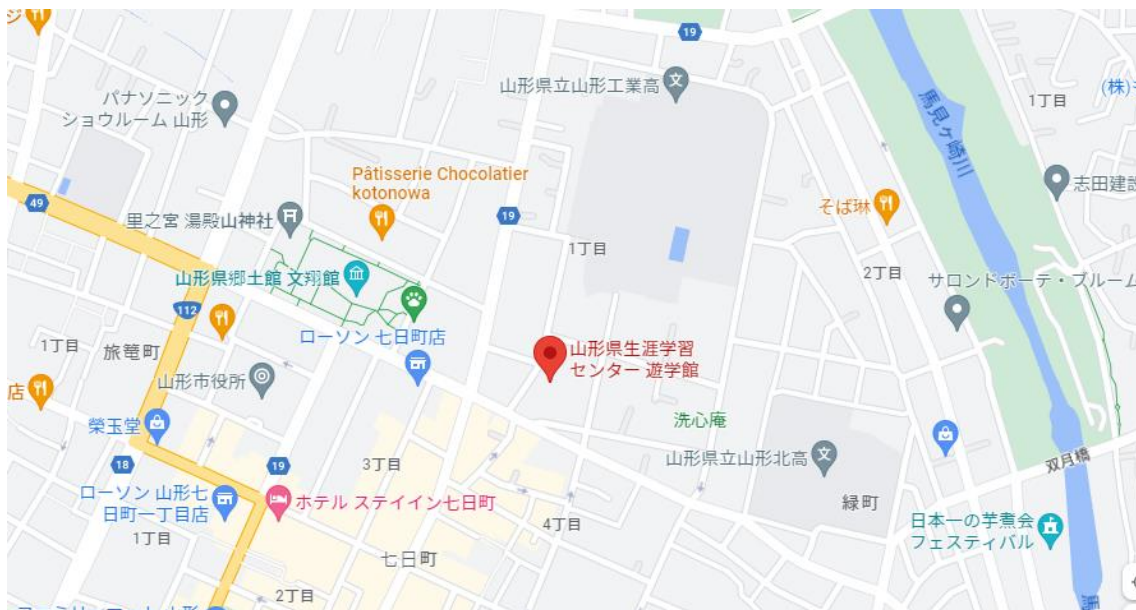 19
山形県立山形工業高
馬見ヶ崎川
1丁目
パナソニック
ショウルーム 山形
志田建設
Pâtisserie Chocolatier
kotonowa
49
19
そば琳
里之宮 湯殿山神社
1丁目
2丁目
山形県郷土館 文翔館
サロンドボーテ・ブルーム
112
ローソン 七日町店
1丁目
旅篭町
山形県生涯学習
センター 遊学館
山形市役所
店
洗心庵
榮玉堂
山形県立山形北高
双月橋
18
19
3丁目
ローソン 山形七
日町一丁目店
ホテル ステイイン七日町
緑町
4丁目
日本一の芋煮会
フェスティバル
1丁目
七日町
2丁目
馬